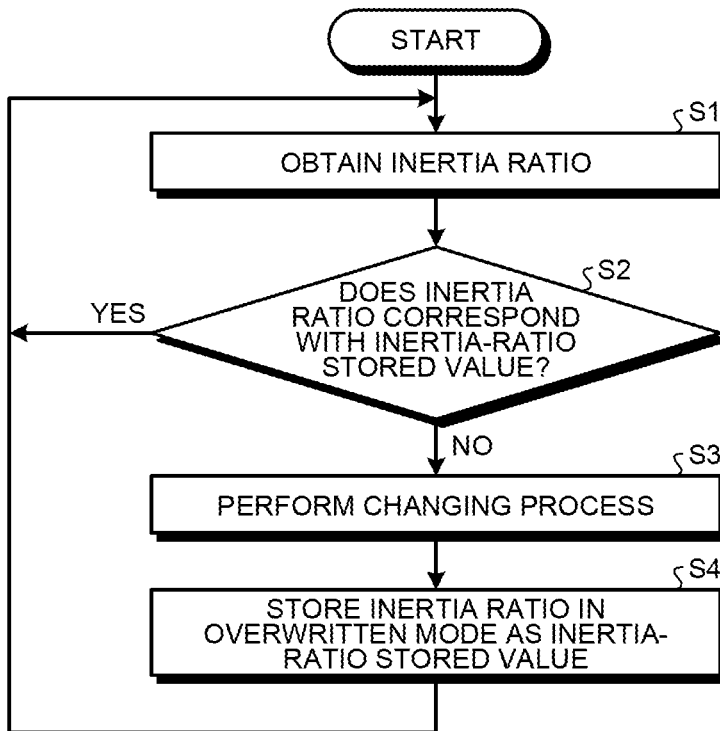 START
S1
OBTAIN INERTIA RATIO
S2
DOES INERTIA
RATIO CORRESPOND
WITH INERTIA-RATIO
STORED VALUE?
YES
NO
S3
PERFORM CHANGING PROCESS
S4
STORE INERTIA RATIO IN
OVERWRITTEN MODE AS INERTIA-
RATIO STORED VALUE